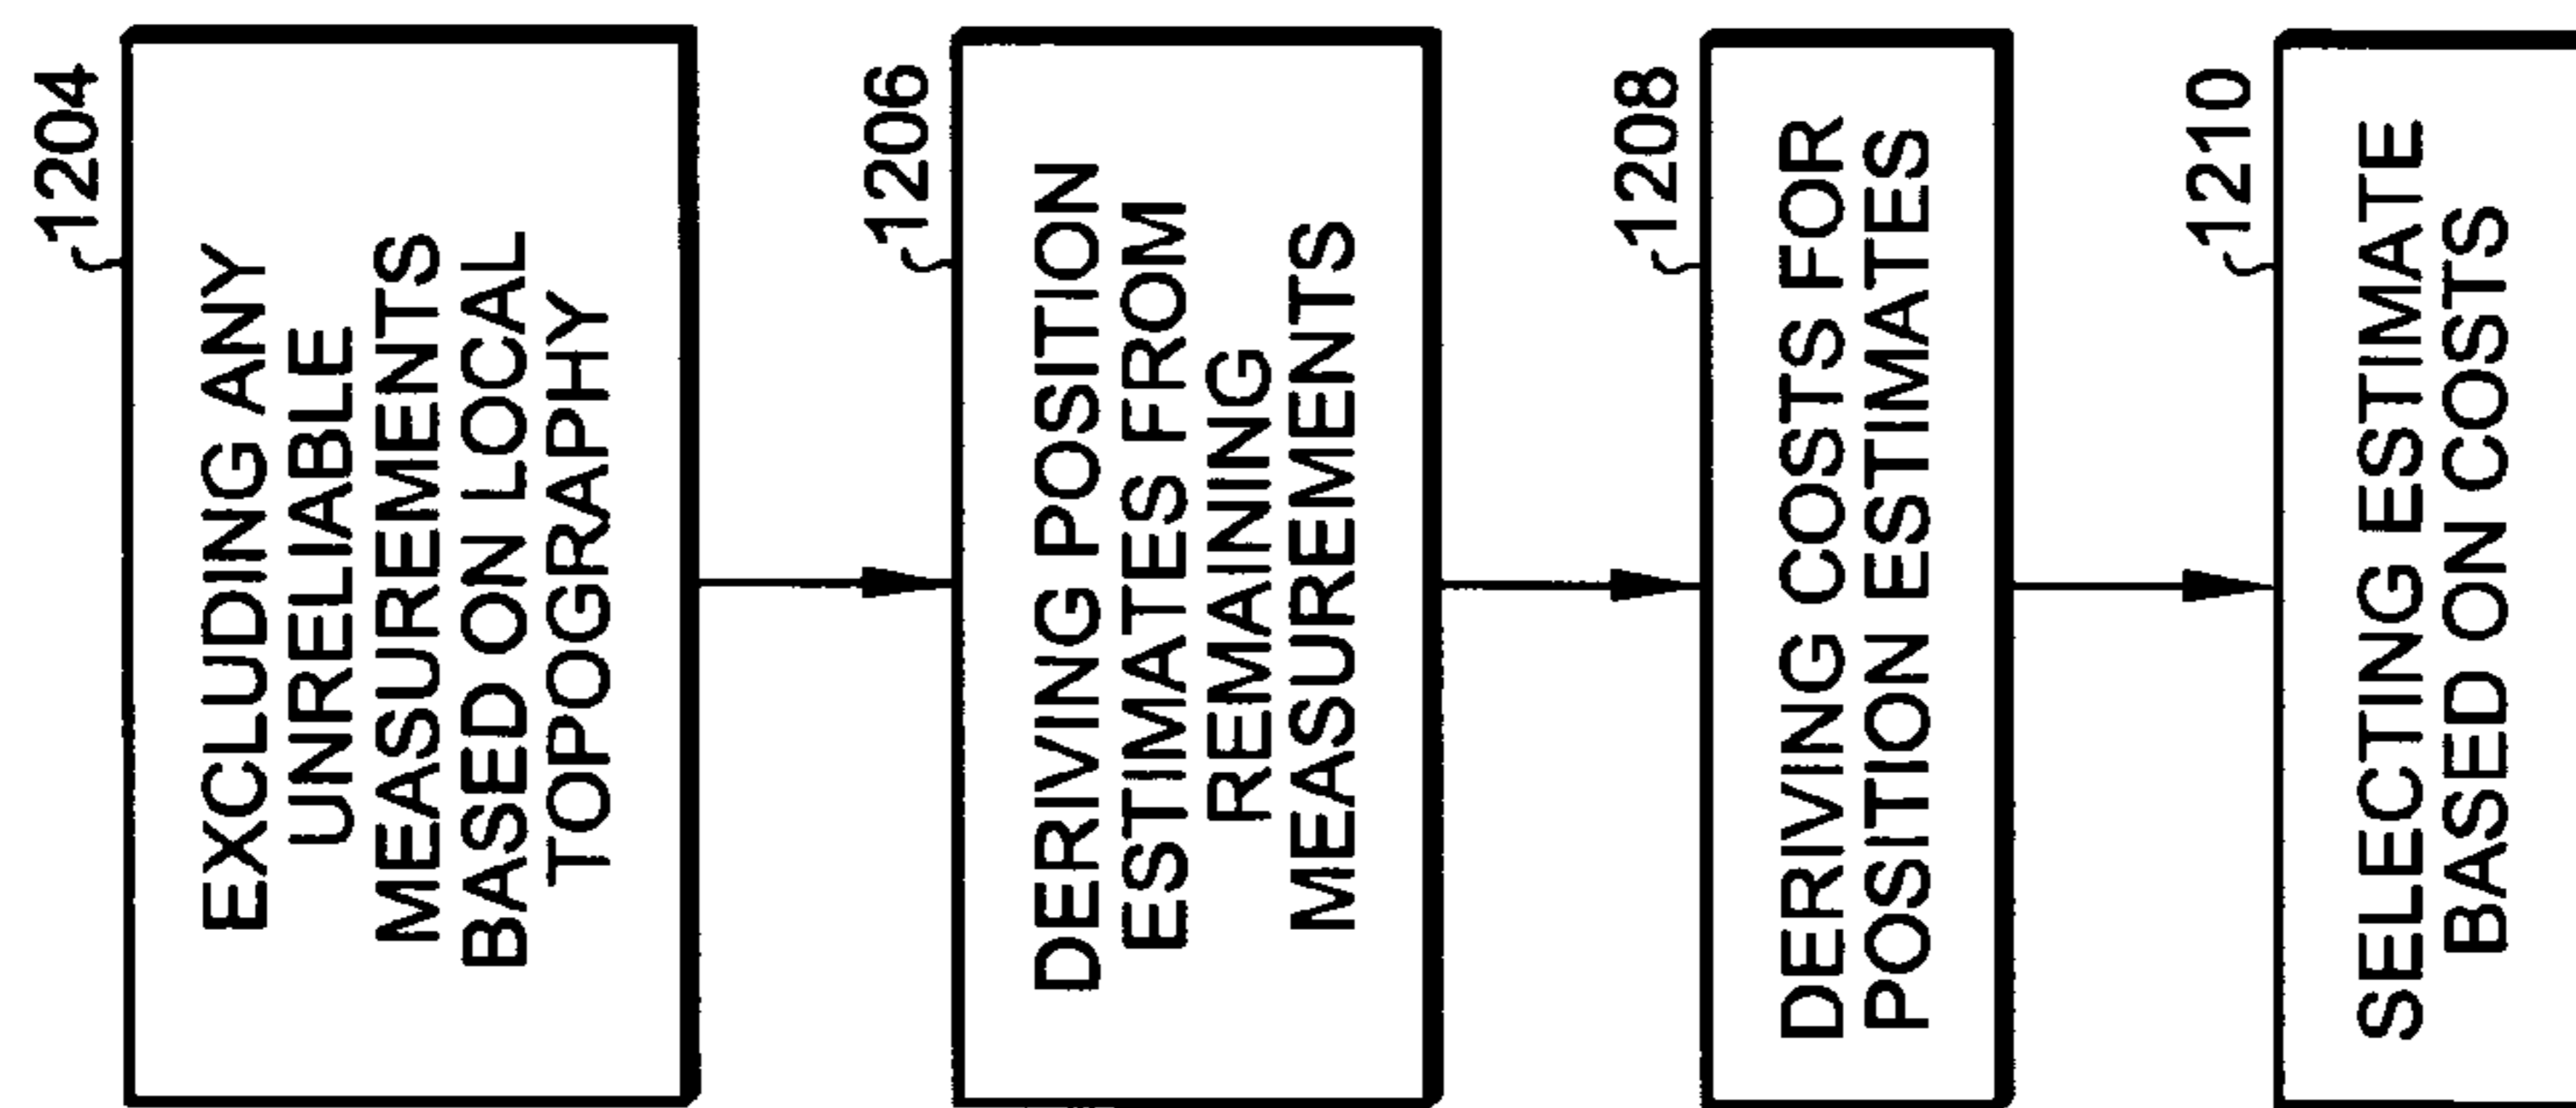 1204
EXCLUDING ANY
UNRELIABLE
MEASUREMENTS
BASED ON LOCAL
TOPOGRAPHY
1206
DERIVING POSITION
ESTIMATES FROM
REMAINING
MEASUREMENTS
1208
DERIVING COSTS FOR
POSITION ESTIMATES
1210
SELECTING ESTIMATE
BASED ON COSTS